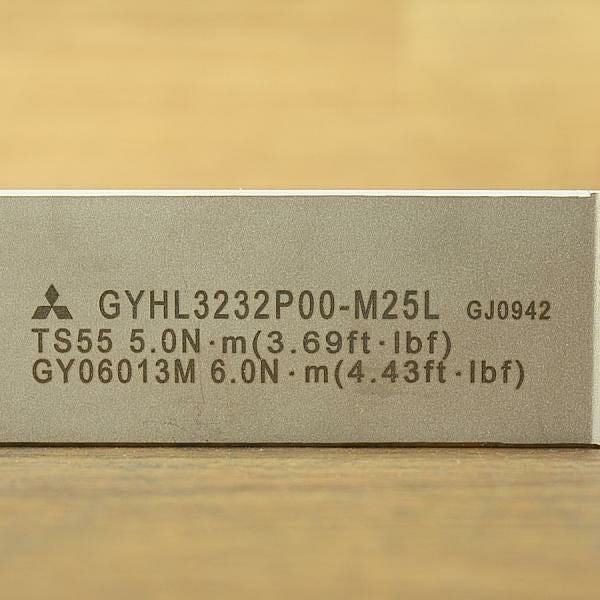 GYHL3232P00-M25L GJ0942
TS55 5.0N·m(3.69ft·lbf)
GY06013M 6.0N·m(4.43ft·lbf)